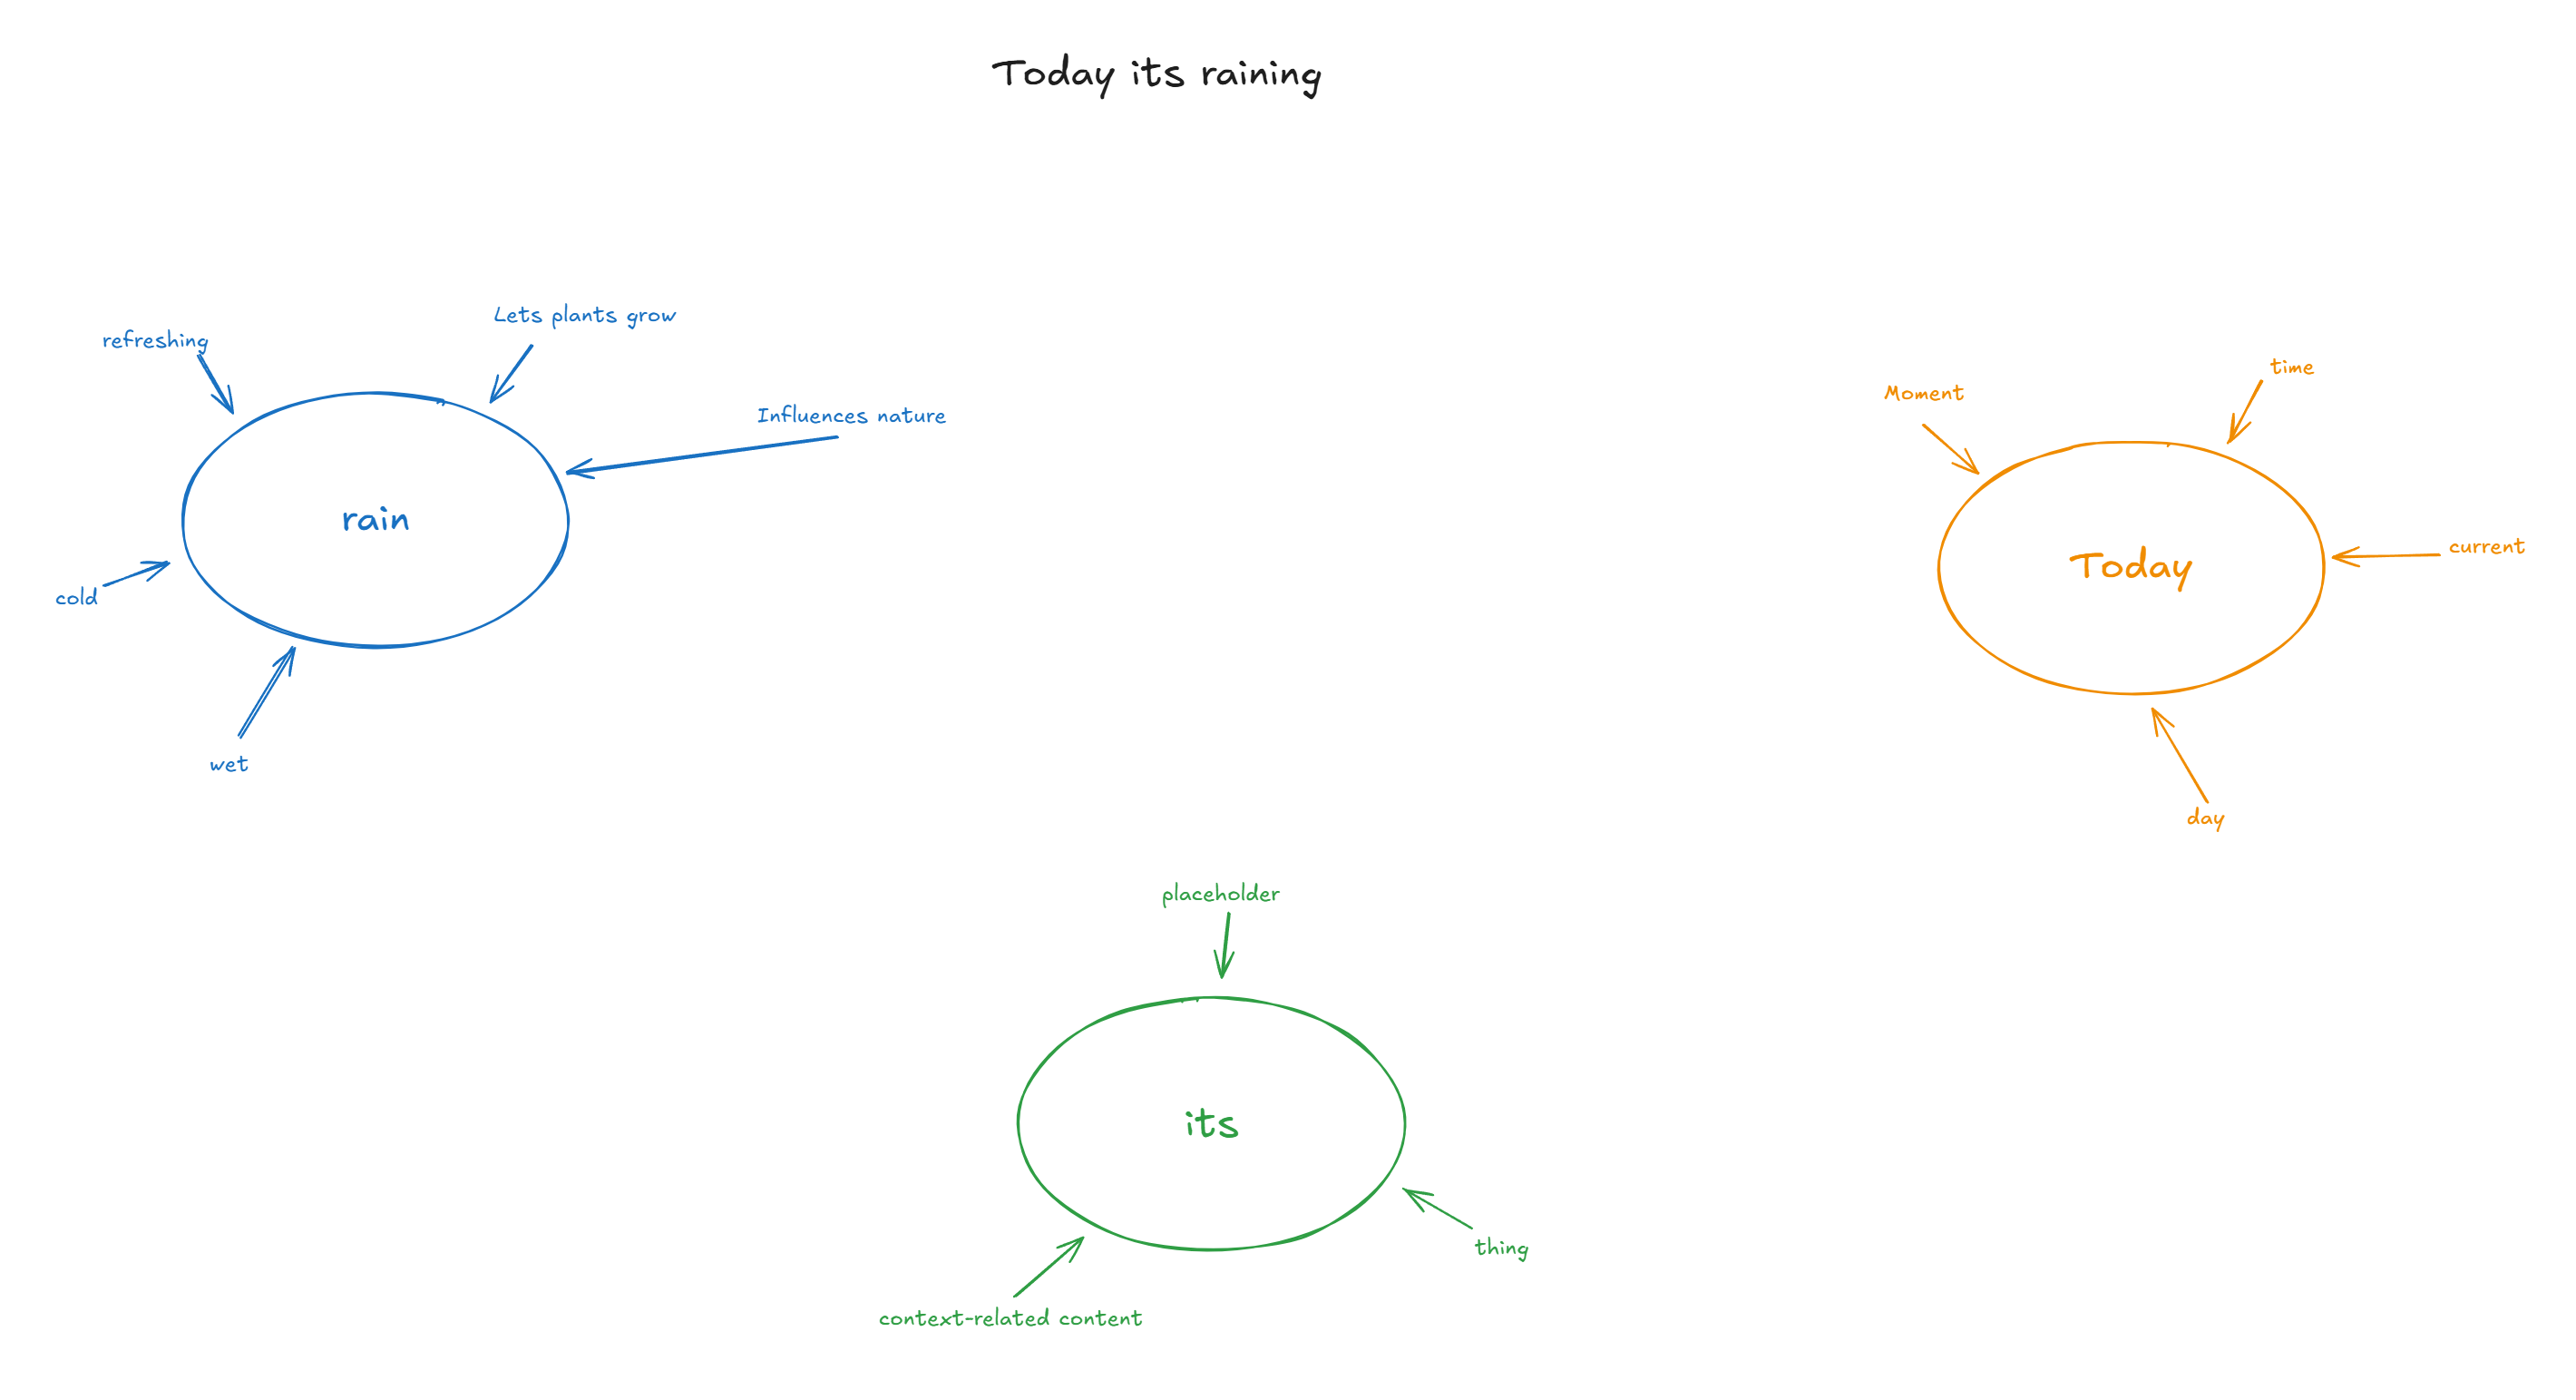 Today its raining
refreshing
Lets plants grow
Influences nature
rain
cold
wet
Moment
time
Today
current
day
placeholder
its
thing
context-related content